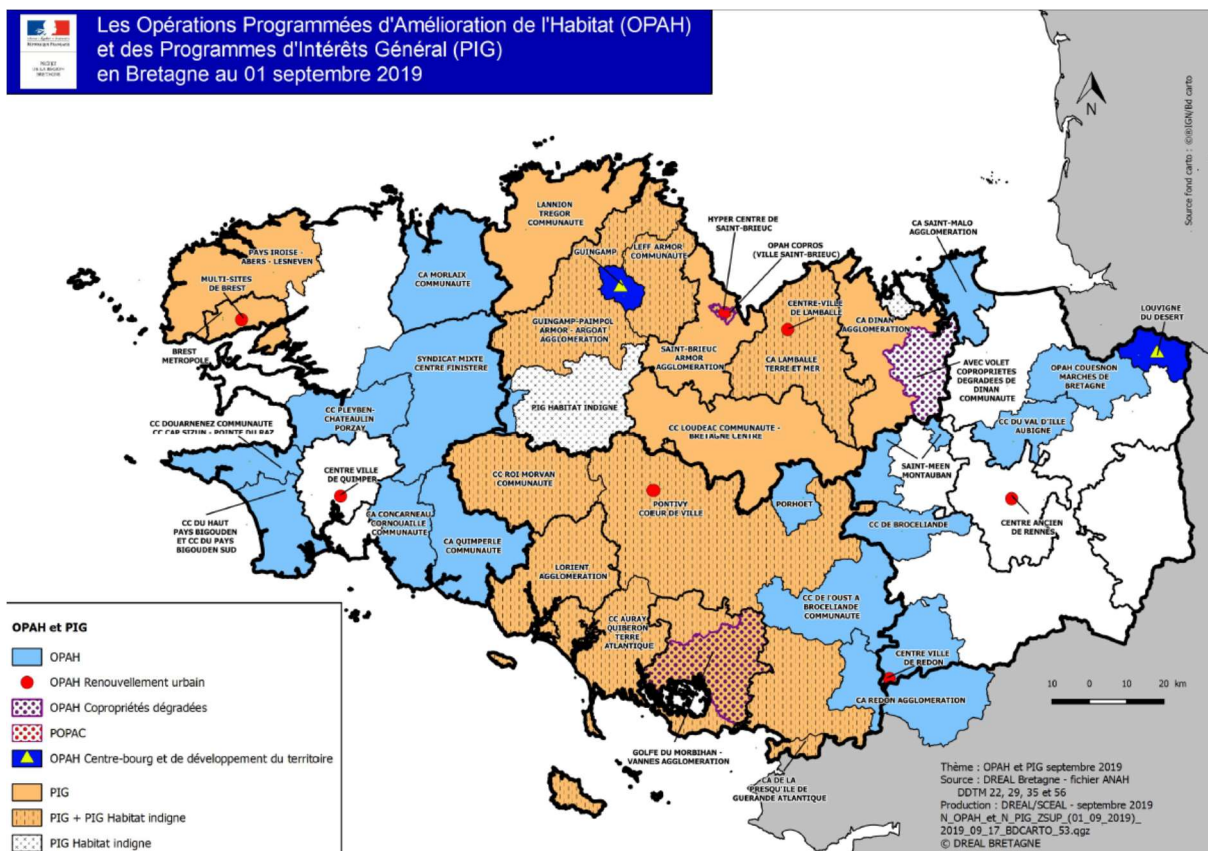 Les Opérations Programmées d'Amélioration de l'Habitat (OPAH)
et des Programmes d'Intérêts Général (PIG)
en Bretagne au 01 septembre 2019
N
Source fond carto : ©®IGN/Bd carto
LANNION
TREGOR
COMMUNAUTE
HYPER CENTRE DE
SAINT-BRIEUC
CA SAINT-MALO
AGGLOMERATION
PAYS IROISE -
ABERS - LESNEVEN
GUINGAMP
LEFF ARMOR
COMMUNAUTE
OPAH COPROS
(VILLE SAINT-BRIEUC)
CA MORLAIX
COMMUNAUTE
MULTI-SITES
DE BREST
CENTRE-VILLE
DE LAMBALLE
LOUVIGNE
DU DESERT
GUINGAMP-PAIMPOL
ARMOR - ARGOAT
AGGLOMERATION
CA DINAN
AGGLOMERATION
BREST
METROPOLE
SAINT-BRIEUC
ARMOR
AGGLOMERATION
CA LAMBALLE
TERRE ET MER
AVEC VOLET
COPROPRIETES
DEGRADEES DE
DINAN
COMMUNAUTE
OPAH COUESNON
MARCHES DE
BRETAGNE
SYNDICAT MIXTE
CENTRE FINISTERE
PIG HABITAT INDIGNE
CC PLEYBEN-
CHATEAULIN
PORZAY
CC DOUARNENEZ COMMUNAUTE
CC CAP SIZUN - POINTE DU RAZ
CC LOUDEAC COMMUNAUTE -
BRETAGNE CENTRE
CC DU VAL D'ILLE
AUBIGNE
CENTRE VILLE
DE QUIMPER
CC ROI MORVAN
COMMUNAUTE
SAINT-MEEN
MONTAUBAN
PONTIVY
COEUR DE VILLE
PORHOET
CC DU HAUT
PAYS BIGOUDEN
ET CC DU PAYS
BIGOUDEN SUD
CA CONCARNEAU
CORNOUAILLE
COMMUNAUTE
CA QUIMPERLE
COMMUNAUTE
CC DE BROCELIANDE
CENTRE ANCIEN
DE RENNES
LORIENT
AGGLOMERATION
CC DE l'OUST A
BROCELIANDE
COMMUNAUTE
CC AURAY
QUIBERON
TERRE
ATLANTIQUE
CENTRE VILLE
DE REDON
CA REDON AGGLOMERATION
GOLFE DU MORBIHAN -
VANNES AGGLOMERATION
CA DE LA
PRESQU'ILE DE
GUERANDE ATLANTIQUE
OPAH et PIG
OPAH
OPAH Renouvellement urbain
OPAH Copropriétés dégradées
POPAC
OPAH Centre-bourg et de développement du territoire
PIG
PIG + PIG Habitat indigne
PIG Habitat indigne
10 0 10 20 km
Thème : OPAH et PIG septembre 2019
Source : DREAL Bretagne - fichier ANAH
DDTM 22, 29, 35 et 56
Production : DREAL/SCEAL - septembre 2019
N_OPAH_et_N_PIG_ZSUP_(01_09_2019)_
2019_09_17_BDCARTO_53.qgz
© DREAL BRETAGNE